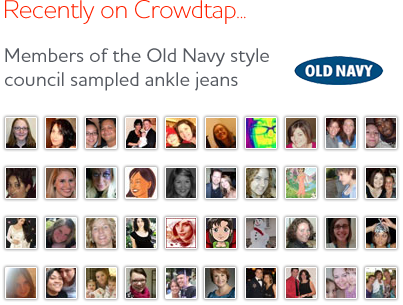 Recently on Crowdtap...
Members of the Old Navy style
council sampled ankle jeans
OLD NAVY